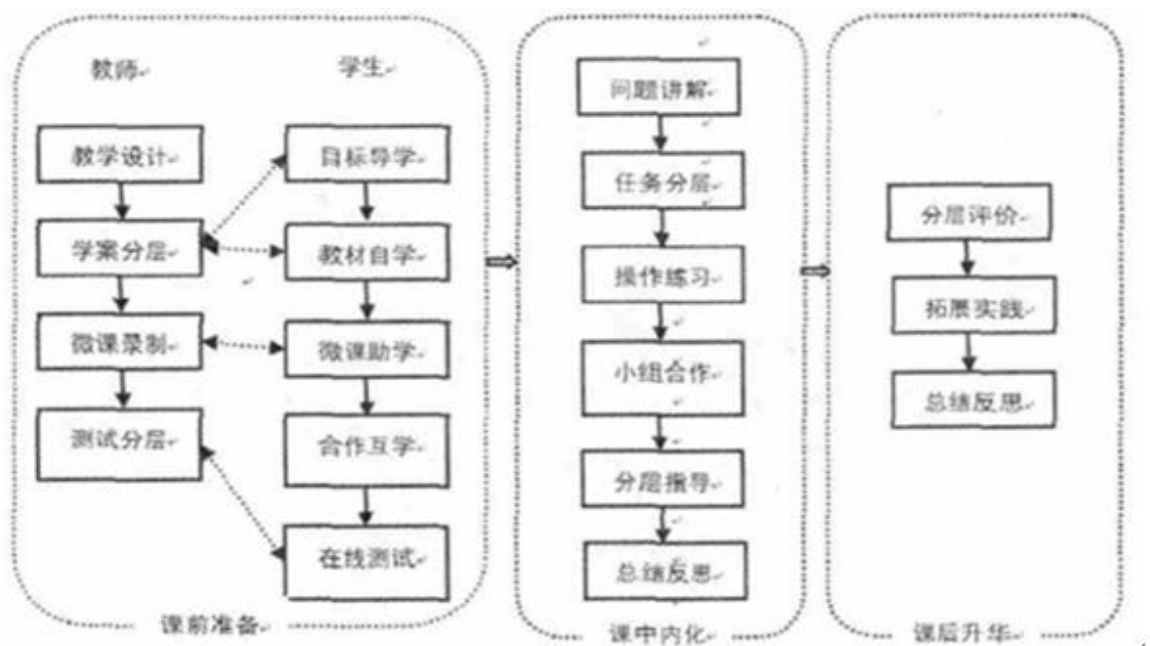 教师
学生
教学设计
学案分层
微课录制
测试分层
目标导学
教材自学
微课助学
合作互学
在线测试
课前准备
问题讲解
任务分层
操作练习
小组合作
分层指导
总结反思
课中内化
分层评价
拓展实践
总结反思
课后升华